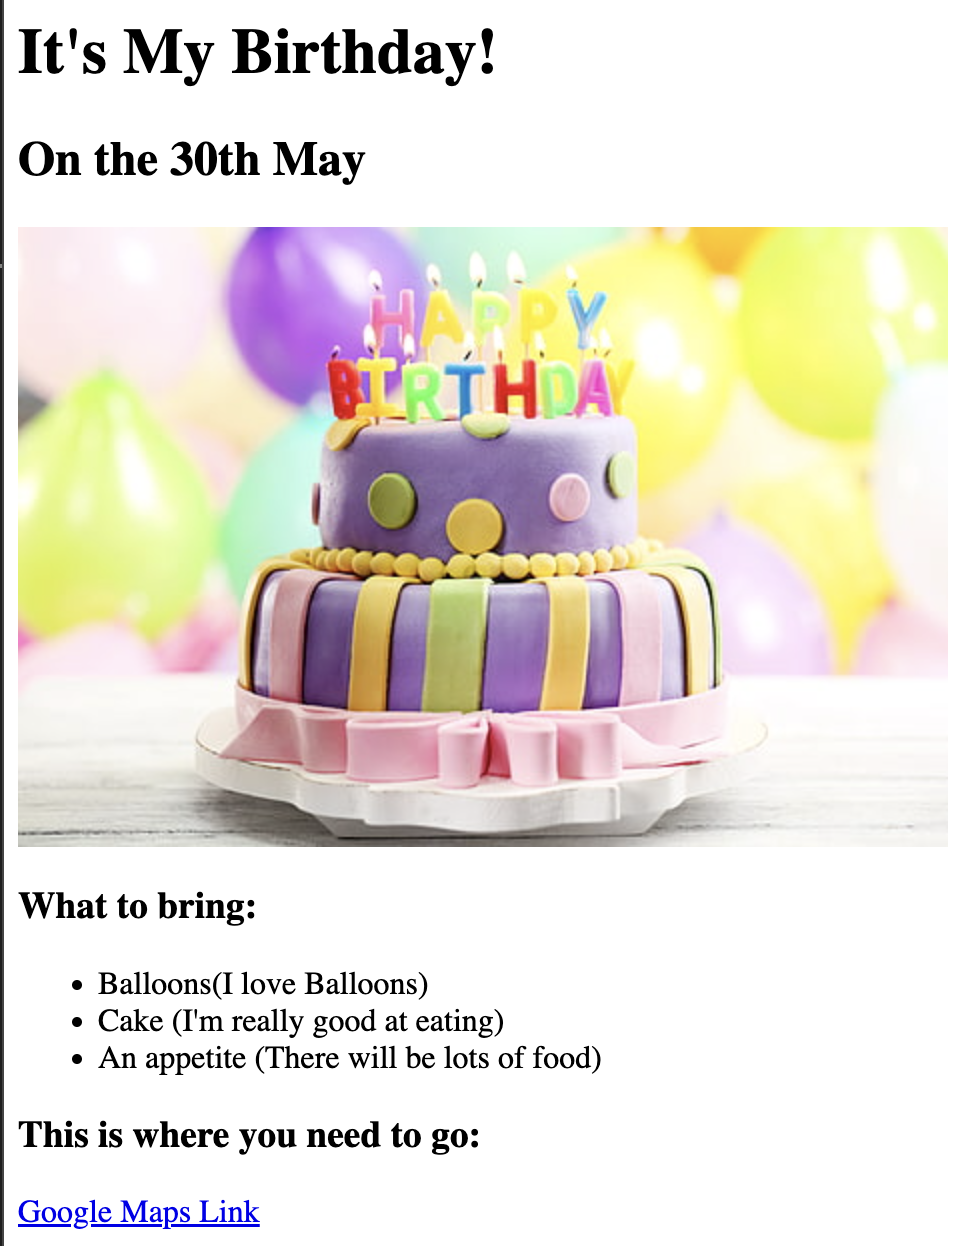 It's My Birthday!
On the 30th May
HAPPY
BIRTHDAY
What to bring:
Balloons(I love Balloons)
Cake (I'm really good at eating)
An appetite (There will be lots of food)
This is where you need to go:
Google Maps Link